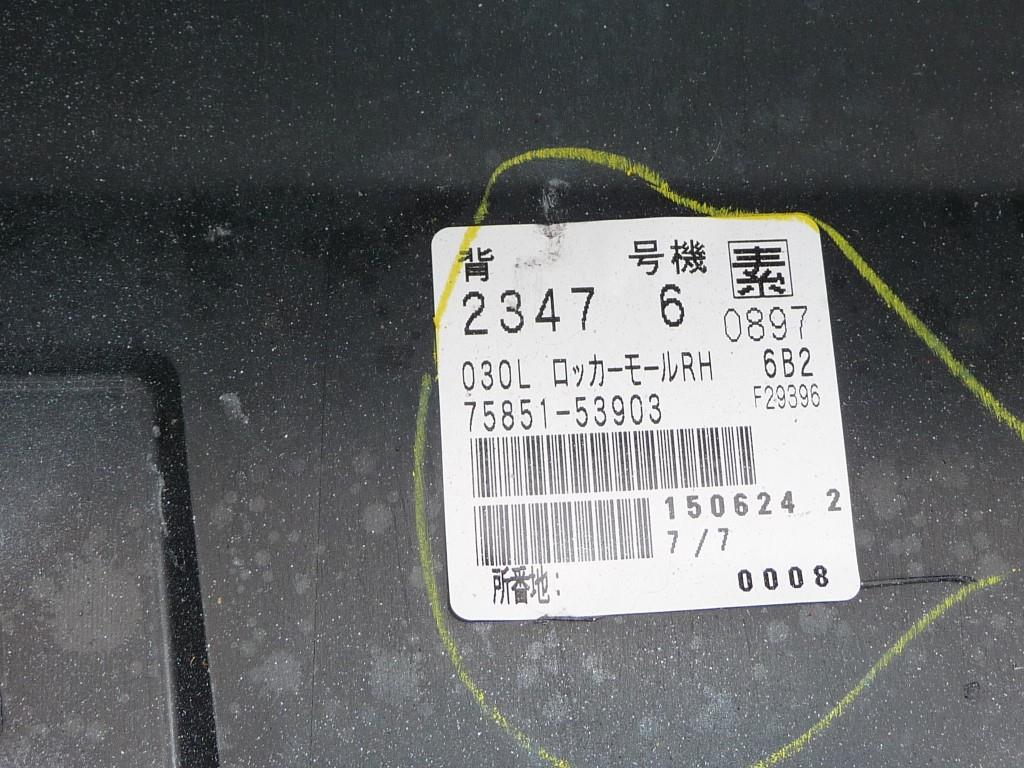 背 号機 素
2347 6 0897
030L ロッカーモールRH 6B2
75851-53903 F29396
150624 2
7/7
所番地: 0008